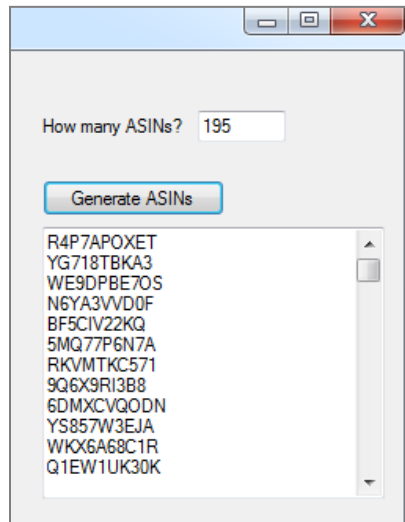 How many ASINs? 195
Generate ASINs
R4P7APOXET
YG718TBKA3
WE9DPBE7OS
N6YA3VVD0F
BF5CIV22KQ
5MQ77P6N7A
RKVMTKC571
9Q6X9RI3B8
6DMXCVQODN
YS857W3EJA
WKX6A68C1R
Q1EW1UK30K